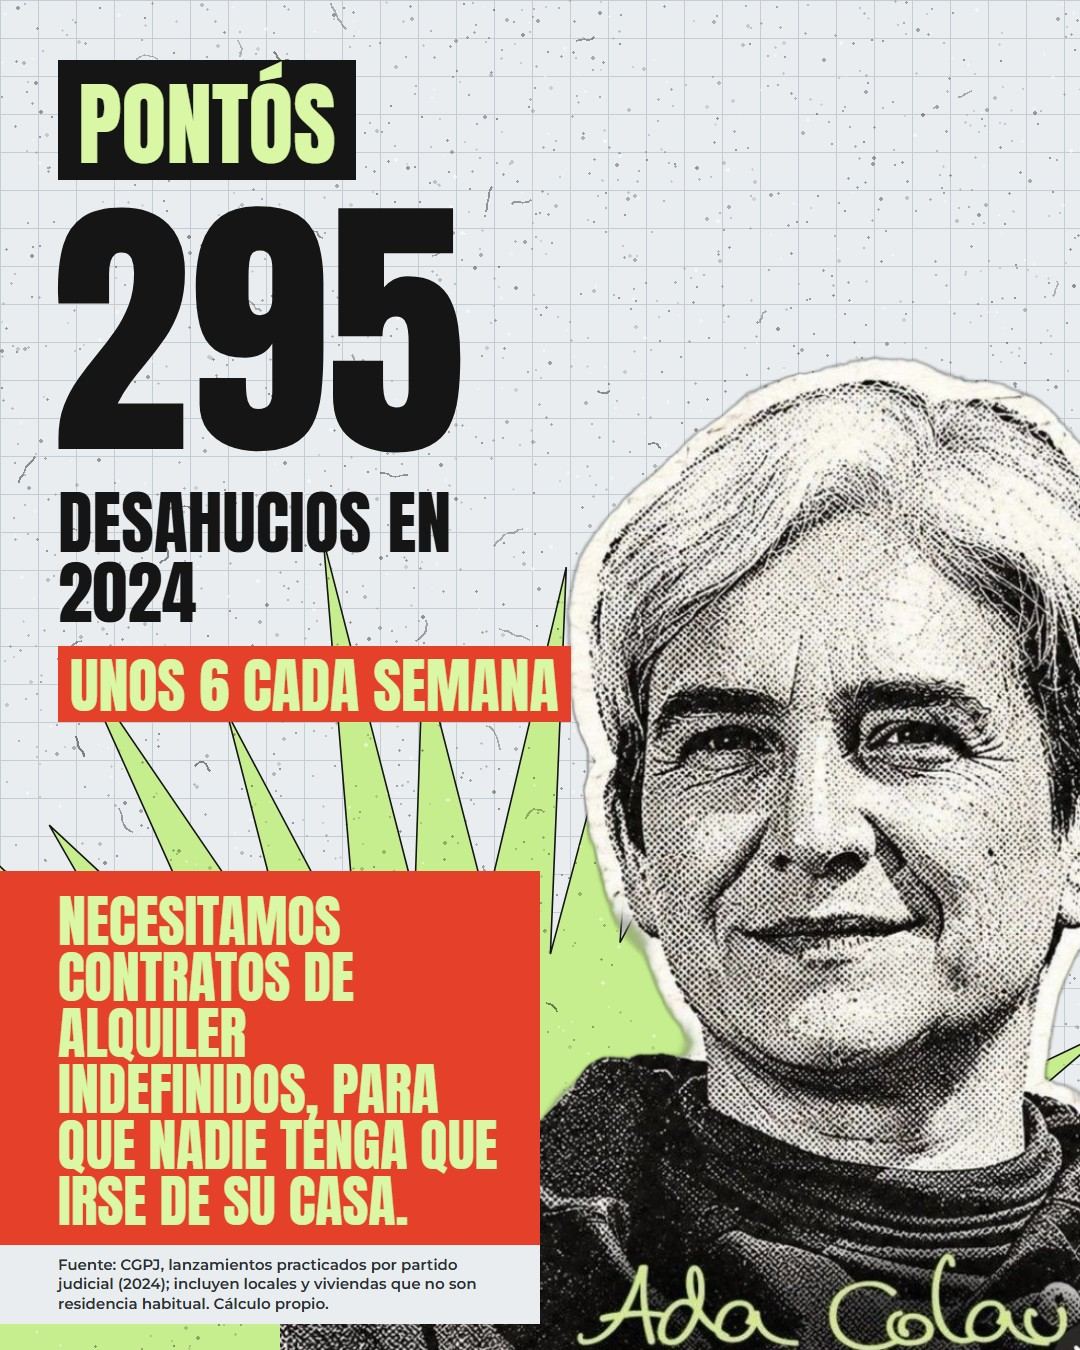 PONTÓS
295
DESAHUCIOS EN
2024
UNOS 6 CADA SEMANA
NECESITAMOS
CONTRATOS DE
ALQUILER
INDEFINIDOS, PARA
QUE NADIE TENGA QUE
IRSE DE SU CASA.
Fuente: CGPJ, lanzamientos practicados por partido
judicial (2024); incluyen locales y viviendas que no son
residencia habitual. Cálculo propio.
Ada Colau